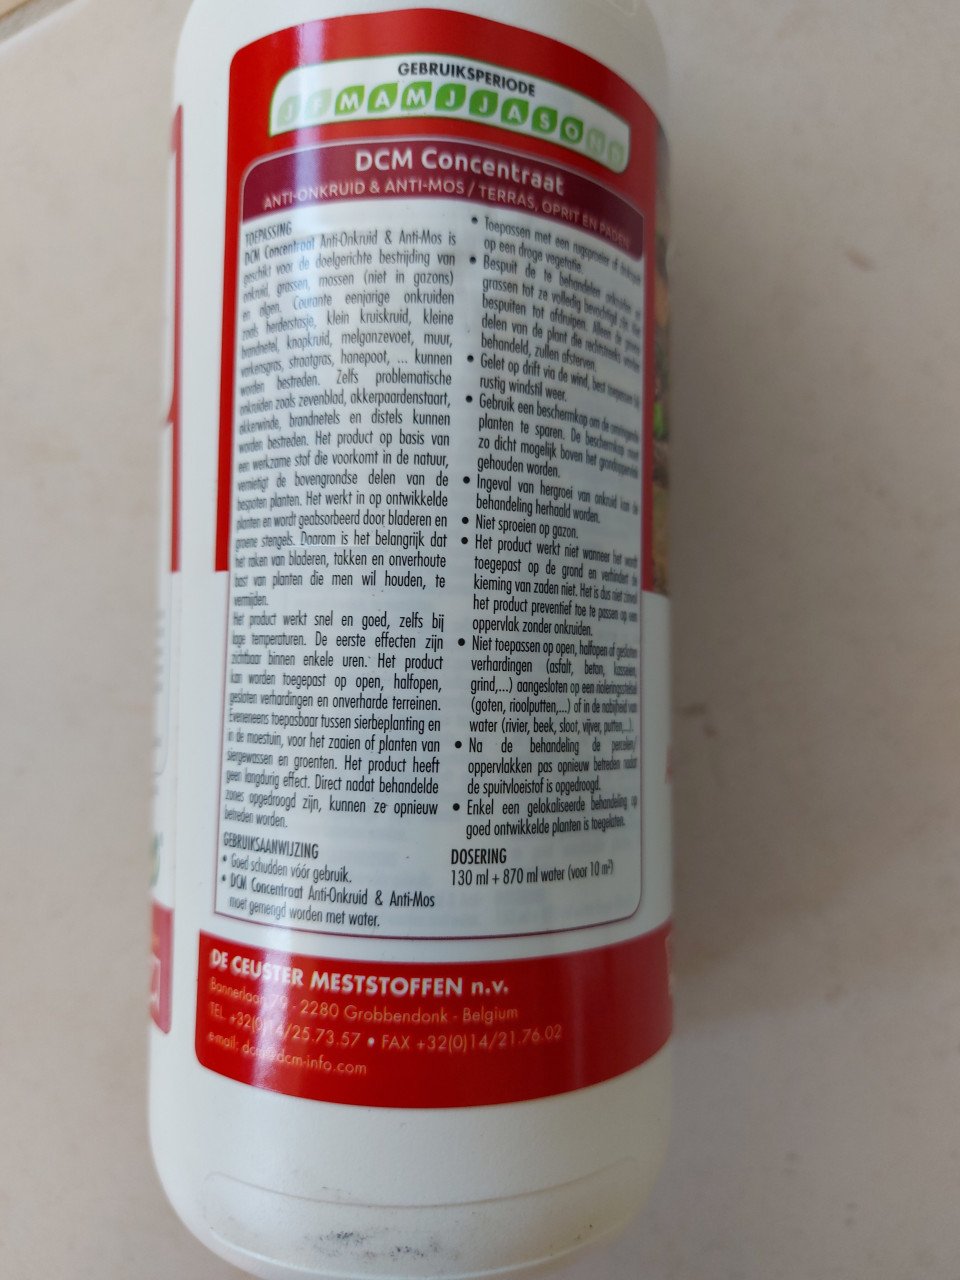 GEBRUIKSPERIODE
J F M A M J J A S O N D
DCM Concentraat
ANTI-ONKRUID & ANTI-MOS / TERRAS, OPRIT EN PADEN
TOEPASSING
DCM Concentraat Anti-Onkruid & Anti-Mos is
geschikt voor de doelgerichte bestrijding van
onkruid, grassen, mossen (niet in gazons)
en algen. Courante eenjarige onkruiden
zoals herderstasje, klein kruiskruid, kleine
brandnetel, knopkruid, melganzevoet, muur,
varkensgras, straatgras, hanepoot, ... kunnen
worden bestreden. Zelfs problematische
onkruiden zoals zevenblad, akkerpaardenstaart,
akkerwinde, brandnetels en distels kunnen
worden bestreden. Het product op basis van
een werkzame stof die voorkomt in de natuur,
vernietigt de bovengrondse delen van de
bespoten planten. Het werkt in op ontwikkelde
planten en wordt geabsorbeerd door bladeren en
groene stengels. Daarom is het belangrijk dat
het raken van bladeren, takken en onverhoute
bast van planten die men wil houden, te
vermijden.
Het product werkt snel en goed, zelfs bij
lage temperaturen. De eerste effecten zijn
zichtbaar binnen enkele uren. Het product
kan worden toegepast op open, halfopen,
gesloten verhardingen en onverharde terreinen.
Eveneneens toepasbaar tussen sierbeplanting en
in de moestuin, voor het zaaien of planten van
siergewassen en groenten. Het product heeft
geen langdurig effect. Direct nadat behandelde
zones opgedroogd zijn, kunnen ze opnieuw
betreden worden.
GEBRUIKSAANWIJZING
• Goed schudden vóór gebruik.
• DCM Concentraat Anti-Onkruid & Anti-Mos
moet gemengd worden met water.
• Toepassen met een rugsproeier of
op een droge vegetatie.
• Bespuit de te behandelen onkruiden of
grassen tot ze volledig bevochtigd zijn
bespuiten tot afdruipen. Alleen de groene
delen van de plant die rechtstreeks worden
behandeld, zullen afsterven.
• Gelet op drift via de wind, best toepassen bij
rustig windstil weer.
• Gebruik een beschermkap om de omringende
planten te sparen. De beschermkap moet
zo dicht mogelijk boven het grondoppervlak
gehouden worden.
• Ingeval van hergroei van onkruid kan de
behandeling herhaald worden.
• Niet sproeien op gazon.
• Het product werkt niet wanneer het wordt
toegepast op de grond en verhindert de
kieming van zaden niet. Het is dus niet zinvol
het product preventief toe te passen op een
oppervlak zonder onkruiden.
• Niet toepassen op open, halfopen of gesloten
verhardingen (asfalt, beton, kasseien,
grind,...) aangesloten op een rioleringsstelsel
(goten, rioolputten,...) of in de nabijheid van
water (rivier, beek, sloot, vijver, putten,...).
• Na de behandeling de percelen/
oppervlakken pas opnieuw betreden nadat
de spuitvloeistof is opgedroogd.
• Enkel een gelokaliseerde behandeling op
goed ontwikkelde planten is toegelaten.
DOSERING
130 ml + 870 ml water (voor 10 m²)
DE CEUSTER MESTSTOFFEN n.v.
Bannerlaan 79 - 2280 Grobbendonk - Belgium
TEL +32(0)14/25.73.57 • FAX +32(0)14/21.76.02
e-mail: dcm@dcm-info.com